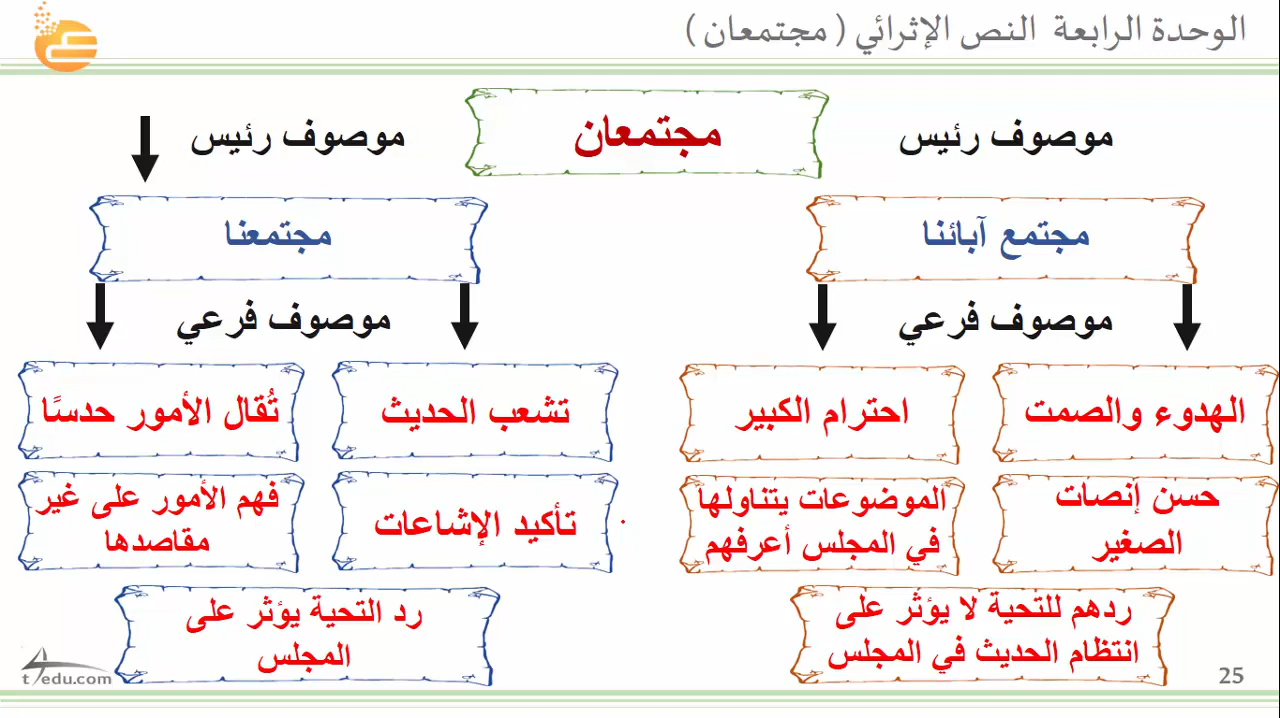 الوحدة الرابعة النص الإثرائي ( مجتمعان )
موصوف رئيس
مجتمعان
موصوف رئيس
مجتمع آبائنا
مجتمعنا
موصوف فرعي
موصوف فرعي
الهدوء والصمت
احترام الكبير
تشعب الحديث
تُقال الأمور حدسًا
حسن إنصات
الصغير
الموضوعات يتناولها
في المجلس أعرفهم
تأكيد الإشاعات
فهم الأمور على غير
مقاصدها
ردهم للتحية لا يؤثر على
انتظام الحديث في المجلس
رد التحية يؤثر على
المجلس
t4edu.com
25